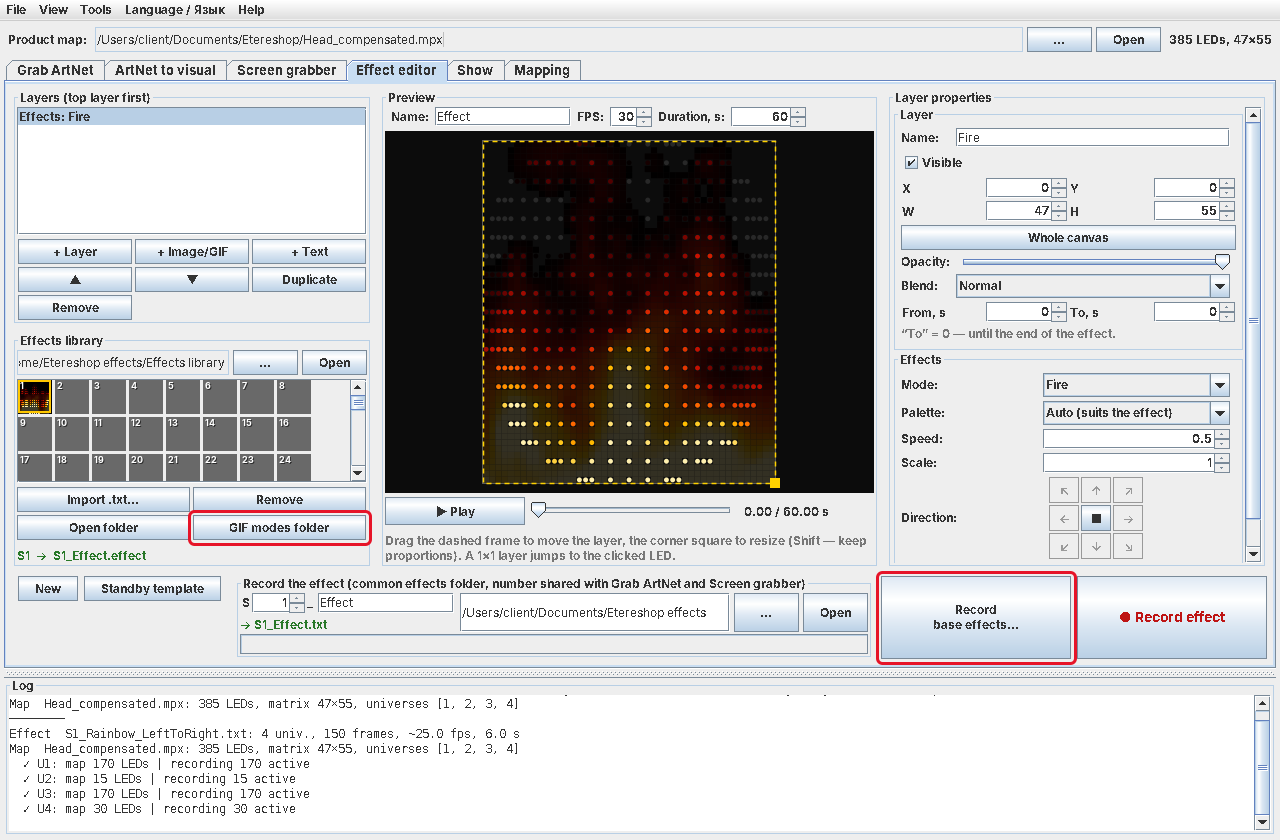 File View Tools Language / Язык Help
Product map: /Users/client/Documents/Etereshop/Head_compensated.mpx ... Open 385 LEDs, 47×55
Grab ArtNet ArtNet to visual Screen grabber Effect editor Show Mapping
Layers (top layer first)
Effects: Fire
+ Layer + Image/GIF + Text
▲ ▼ Duplicate
Remove
Effects library
me/Etereshop effects/Effects library ... Open
1 2 3 4 5 6 7 8
9 10 11 12 13 14 15 16
17 18 19 20 21 22 23 24
Import .txt... Remove
Open folder GIF modes folder
S1 → S1_Effect.effect
Preview
Name: Effect FPS: 30 Duration, s: 60
▶ Play 0.00 / 60.00 s
Drag the dashed frame to move the layer, the corner square to resize (Shift — keep
proportions). A 1×1 layer jumps to the clicked LED.
Layer properties
Layer
Name: Fire
✔ Visible
X 0 Y 0
W 47 H 55
Whole canvas
Opacity:
Blend: Normal
From, s 0 To, s 0
“To” = 0 — until the end of the effect.
Effects
Mode: Fire
Palette: Auto (suits the effect)
Speed: 0.5
Scale: 1
↖ ↑ ↗
Direction: ← ■ →
↙ ↓ ↘
New Standby template
Record the effect (common effects folder, number shared with Grab ArtNet and Screen grabber)
S 1 _ Effect /Users/client/Documents/Etereshop effects ... Open
→ S1_Effect.txt
Record
base effects...
● Record effect
Log
Map Head_compensated.mpx: 385 LEDs, matrix 47×55, universes [1, 2, 3, 4]
────────
Effect S1_Rainbow_LeftToRight.txt: 4 univ., 150 frames, ~25.0 fps, 6.0 s
Map Head_compensated.mpx: 385 LEDs, matrix 47×55, universes [1, 2, 3, 4]
✓ U1: map 170 LEDs | recording 170 active
✓ U2: map 15 LEDs | recording 15 active
✓ U3: map 170 LEDs | recording 170 active
✓ U4: map 30 LEDs | recording 30 active